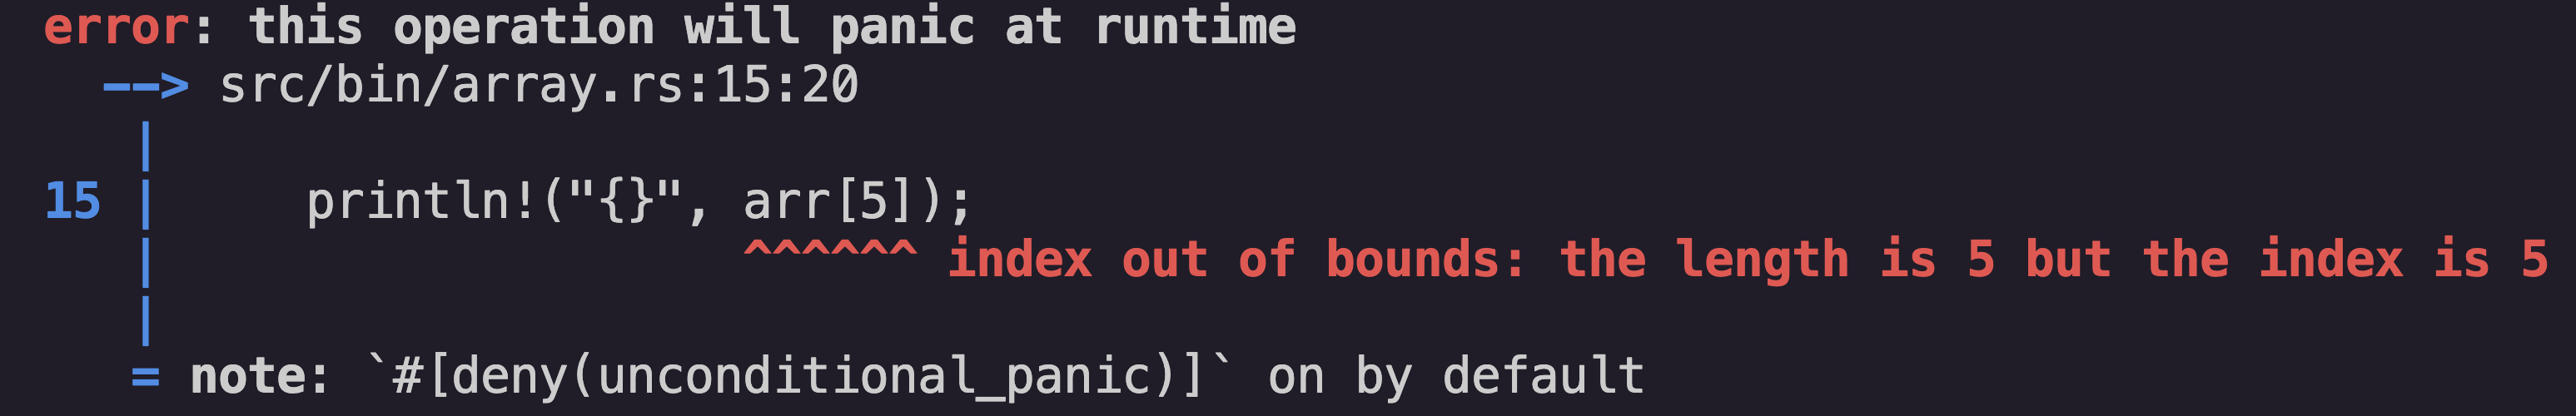 error: this operation will panic at runtime
  --> src/bin/array.rs:15:20
   |
15 |     println!("{}", arr[5]);
   |                    ^^^^^^ index out of bounds: the length is 5 but the index is 5
   |
   = note: `#[deny(unconditional_panic)]` on by default